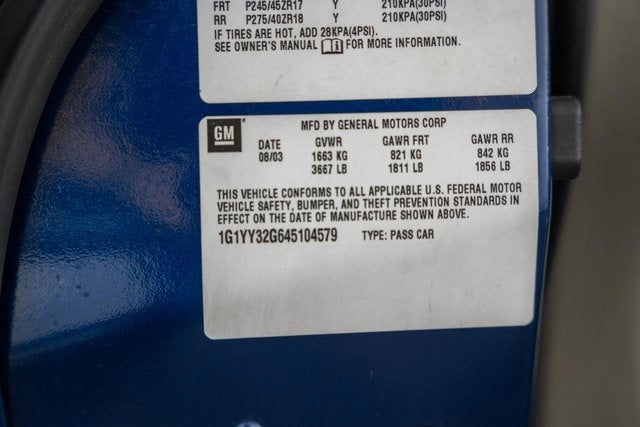 FRT P245/45ZR17 Y 210KPA(30PSI)
RR P275/40ZR18 Y 210KPA(30PSI)
IF TIRES ARE HOT, ADD 28KPA(4PSI).
SEE OWNER'S MANUAL FOR MORE INFORMATION.
GM
MFD BY GENERAL MOTORS CORP
DATE GVWR GAWR FRT GAWR RR
08/03 1663 KG 821 KG 842 KG
3667 LB 1811 LB 1856 LB
THIS VEHICLE CONFORMS TO ALL APPLICABLE U.S. FEDERAL MOTOR
VEHICLE SAFETY, BUMPER, AND THEFT PREVENTION STANDARDS IN
EFFECT ON THE DATE OF MANUFACTURE SHOWN ABOVE.
1G1YY32G645104579 TYPE: PASS CAR